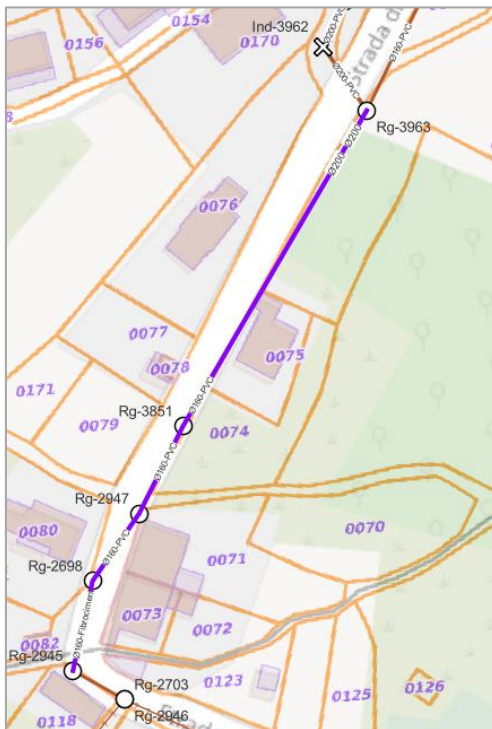 Ind-3962
0154
0156
0170
Ø200-PVC
Ø200-PVC
Ø160-PVC
Strada d
Rg-3963
Ø200
Ø200
0076
0077
0078
0075
0171
0079
Rg-3851
Ø160-PVC
0074
Ø160-PVC
Rg-2947
0070
0080
Ø160-PVC
0071
Rg-2698
0073
0072
Ø160-Fibrociment
0082
Rg-2945
0123
Rg-2703
0125
0126
Rg-2946
0118